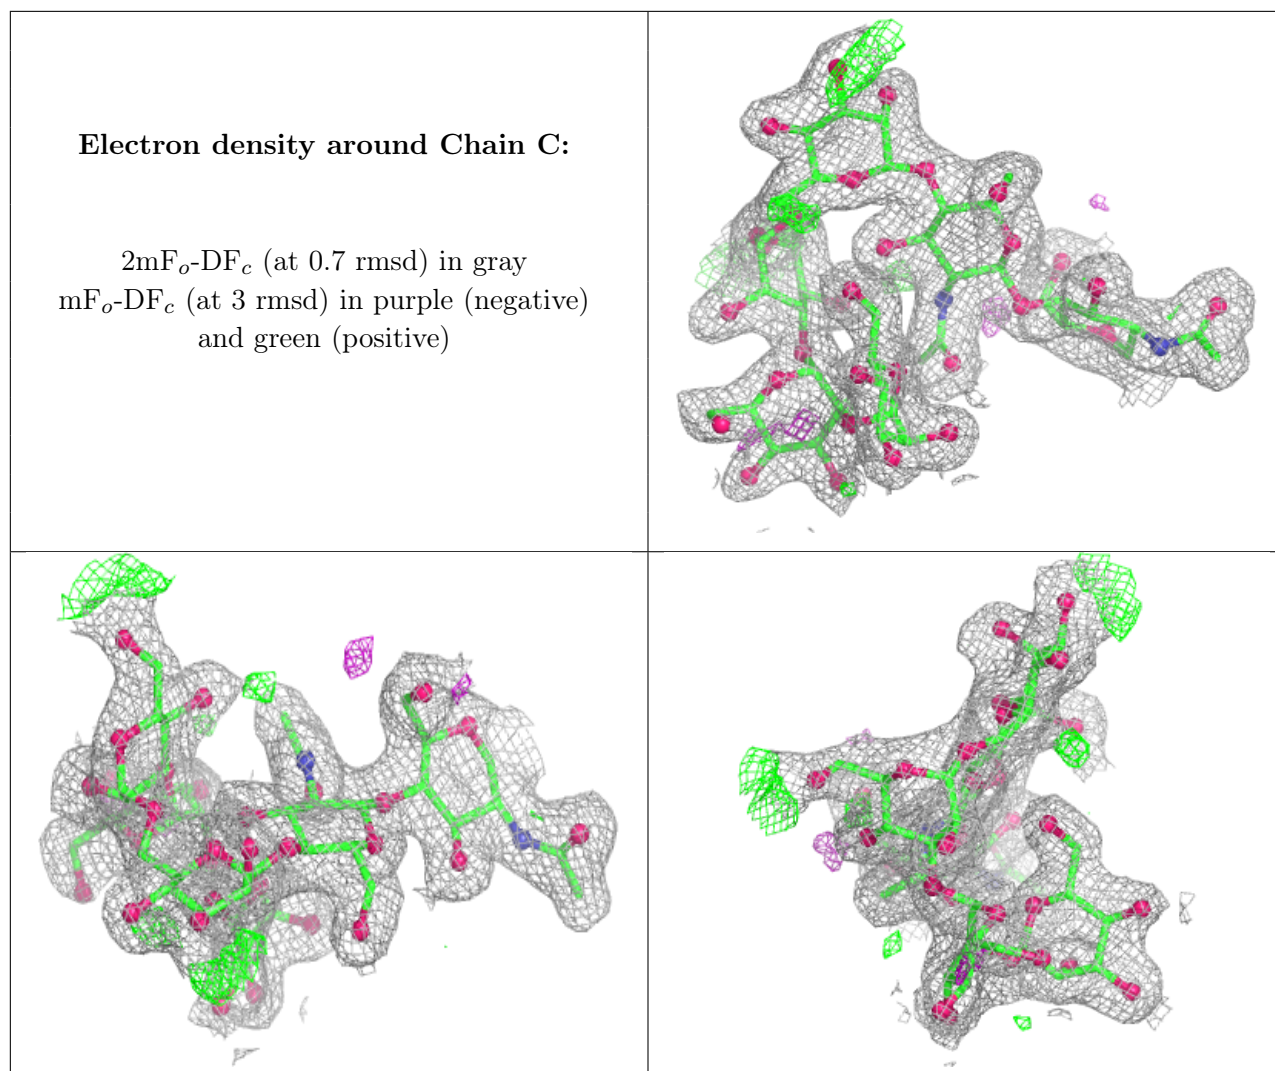 Electron density around Chain C:
2mFₒ-DF𝒸 (at 0.7 rmsd) in gray
mFₒ-DF𝒸 (at 3 rmsd) in purple (negative)
and green (positive)